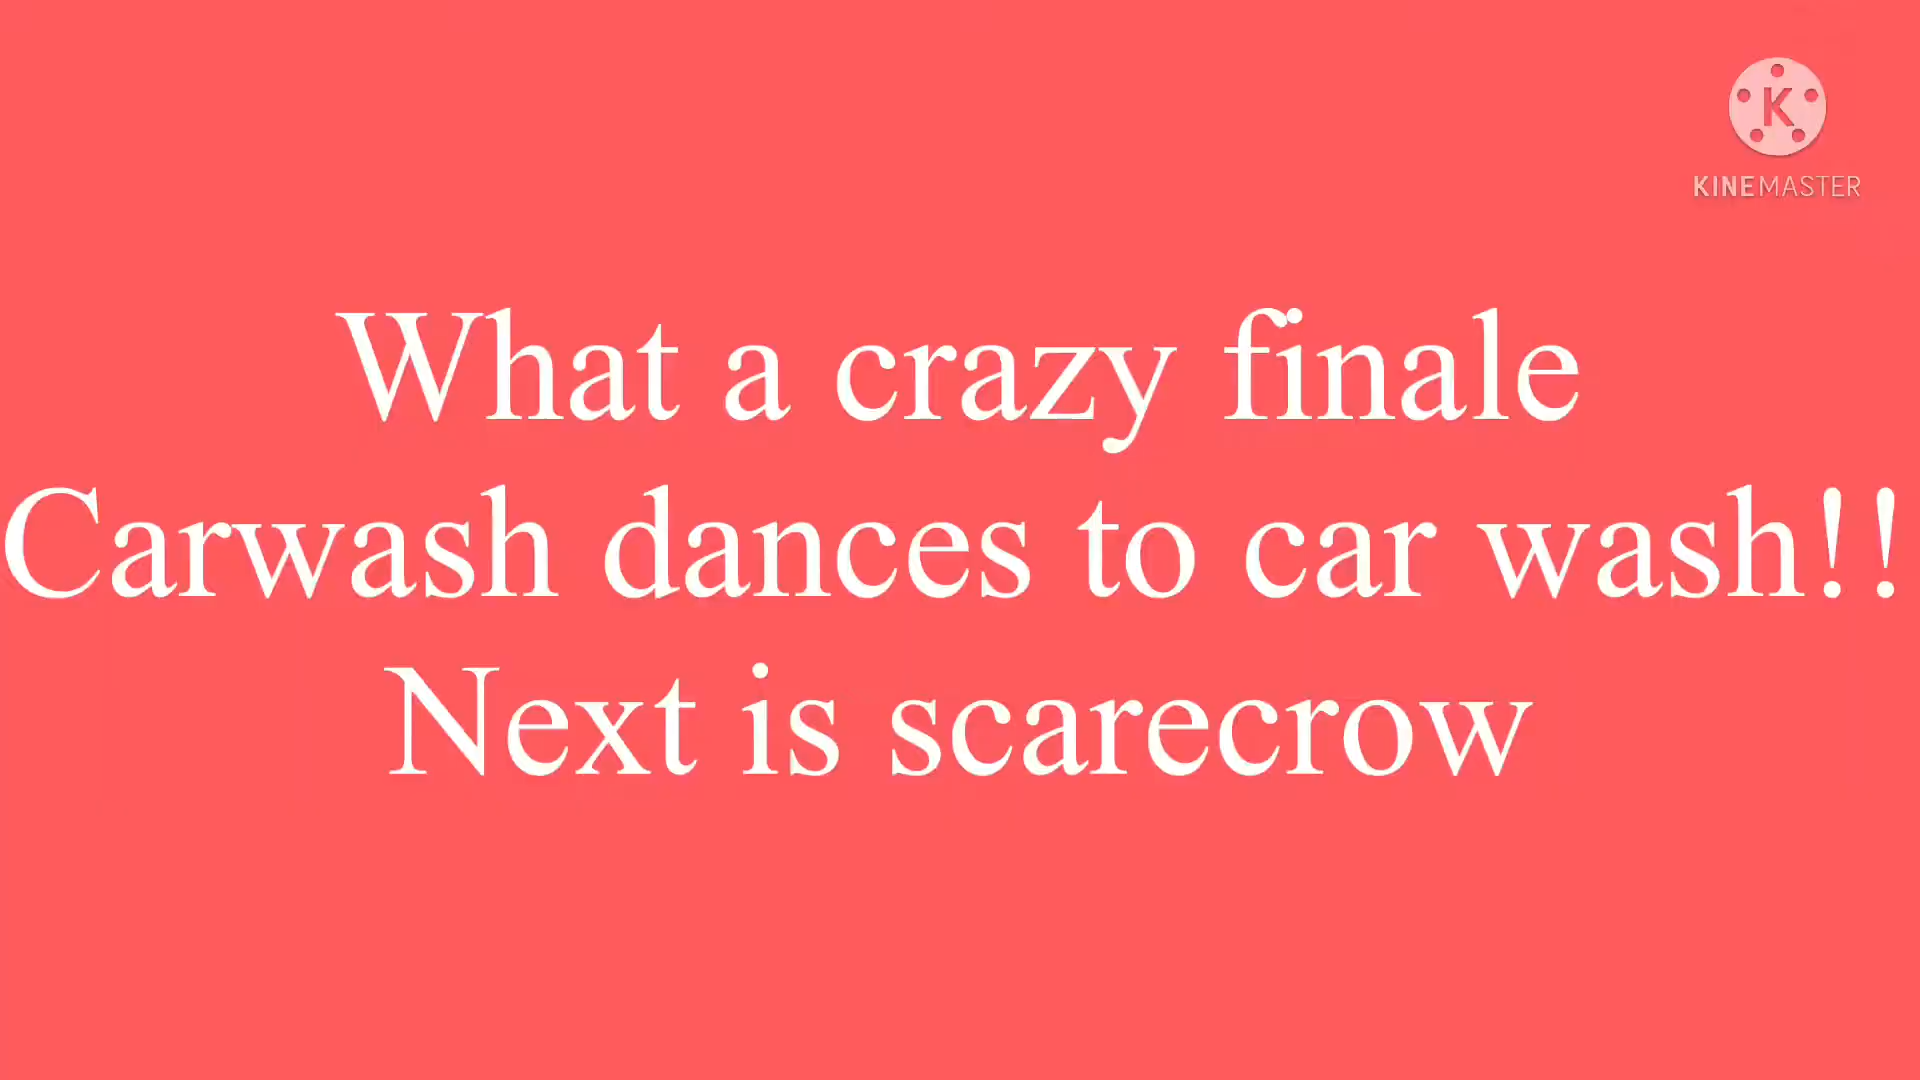 K
KINEMASTER
What a crazy finale
Carwash dances to car wash!!
Next is scarecrow